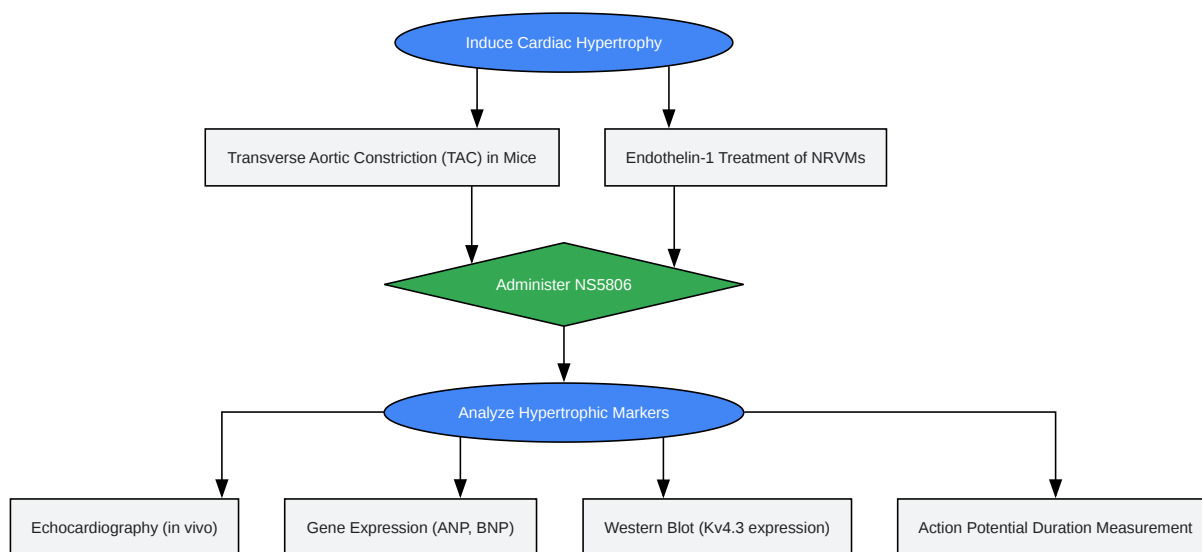 Induce Cardiac Hypertrophy
Transverse Aortic Constriction (TAC) in Mice
Endothelin-1 Treatment of NRVMs
Administer NS5806
Analyze Hypertrophic Markers
Echocardiography (in vivo)
Gene Expression (ANP, BNP)
Western Blot (Kv4.3 expression)
Action Potential Duration Measurement